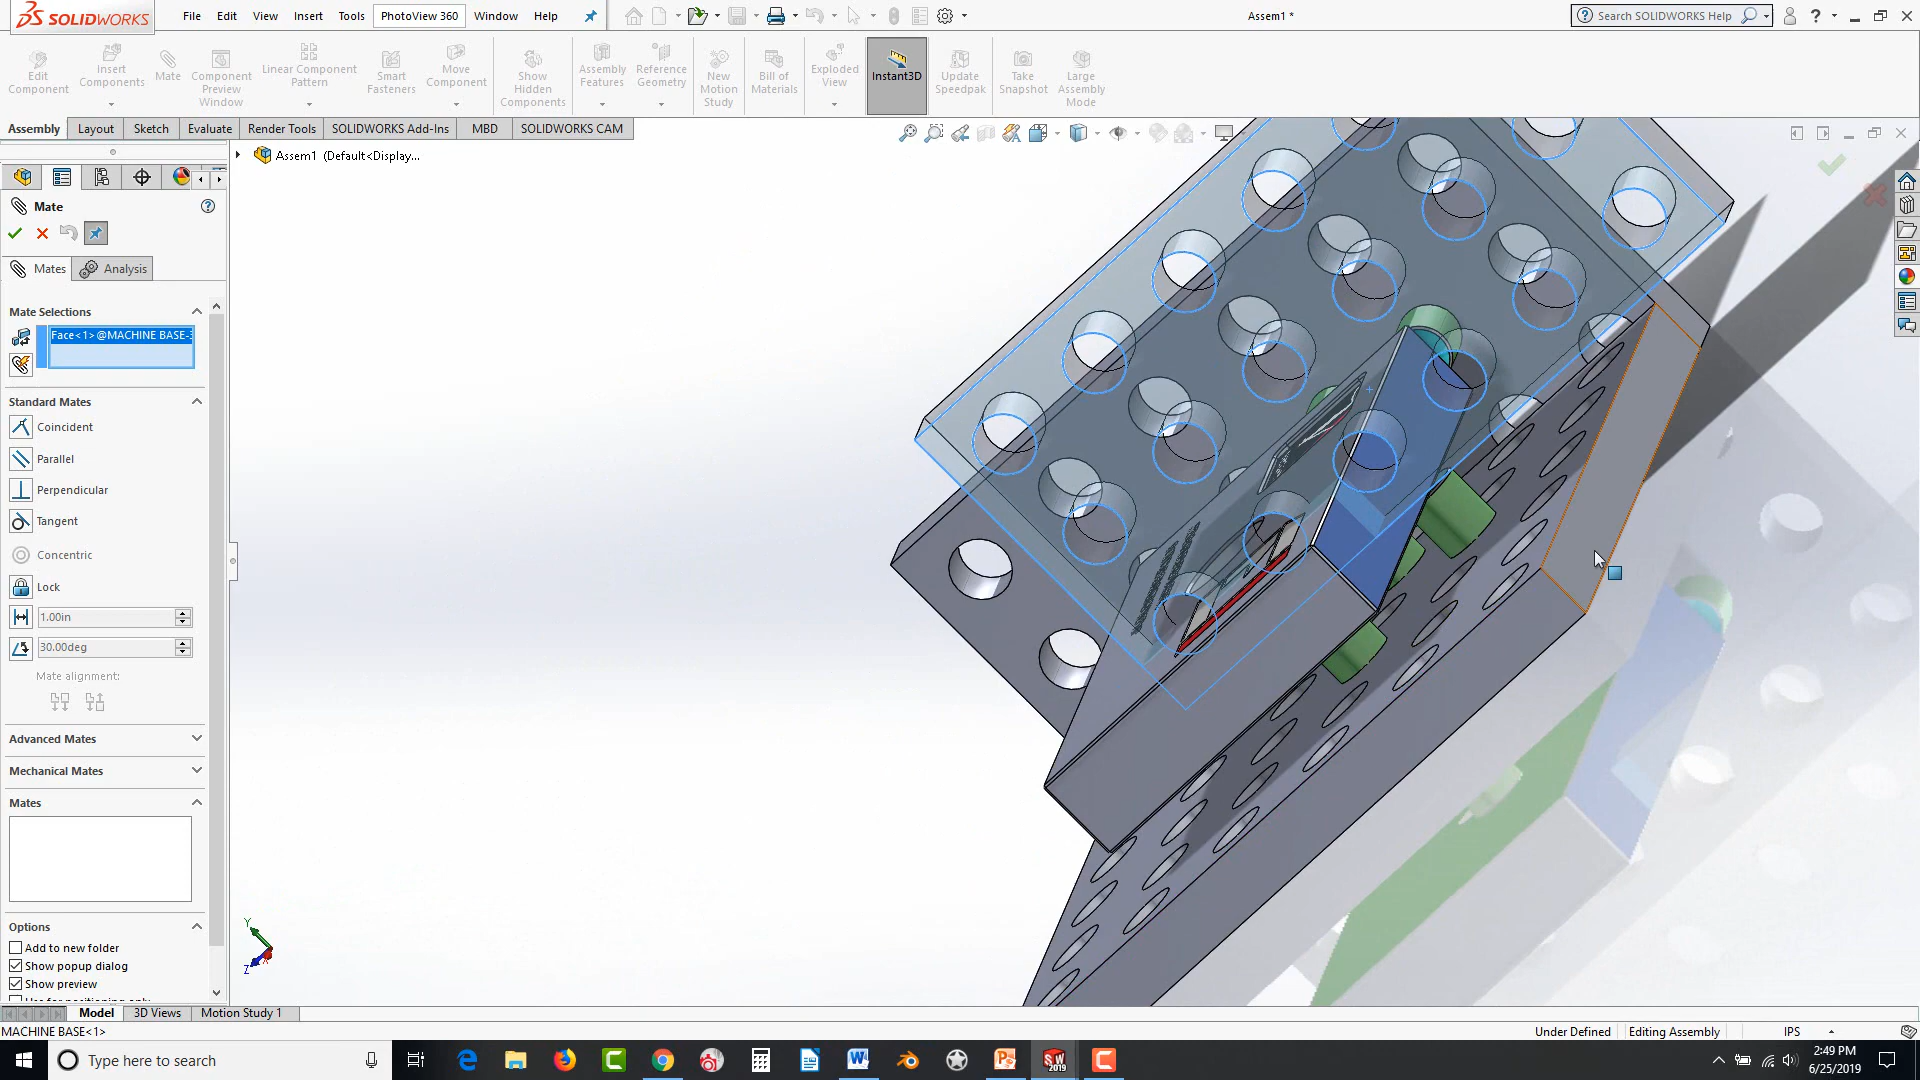 SOLIDWORKS
File Edit View Insert Tools PhotoView 360 Window Help
Assem1 *
Search SOLIDWORKS Help
Edit Component
Insert Components
Mate
Component Preview Window
Linear Component Pattern
Smart Fasteners
Move Component
Show Hidden Components
Assembly Features
Reference Geometry
New Motion Study
Bill of Materials
Exploded View
Instant3D
Update Speedpak
Take Snapshot
Large Assembly Mode
Assembly Layout Sketch Evaluate Render Tools SOLIDWORKS Add-Ins MBD SOLIDWORKS CAM
Assem1 (Default<Display...
Mate
Mates Analysis
Mate Selections
Face<1>@MACHINE BASE-
Standard Mates
Coincident
Parallel
Perpendicular
Tangent
Concentric
Lock
1.00in
30.00deg
Mate alignment:
Advanced Mates
Mechanical Mates
Mates
Options
Add to new folder
Show popup dialog
Show preview
Y
Z
Model 3D Views Motion Study 1
MACHINE BASE<1>
Under Defined Editing Assembly IPS
Type here to search
SW 2019
2:49 PM
6/25/2019